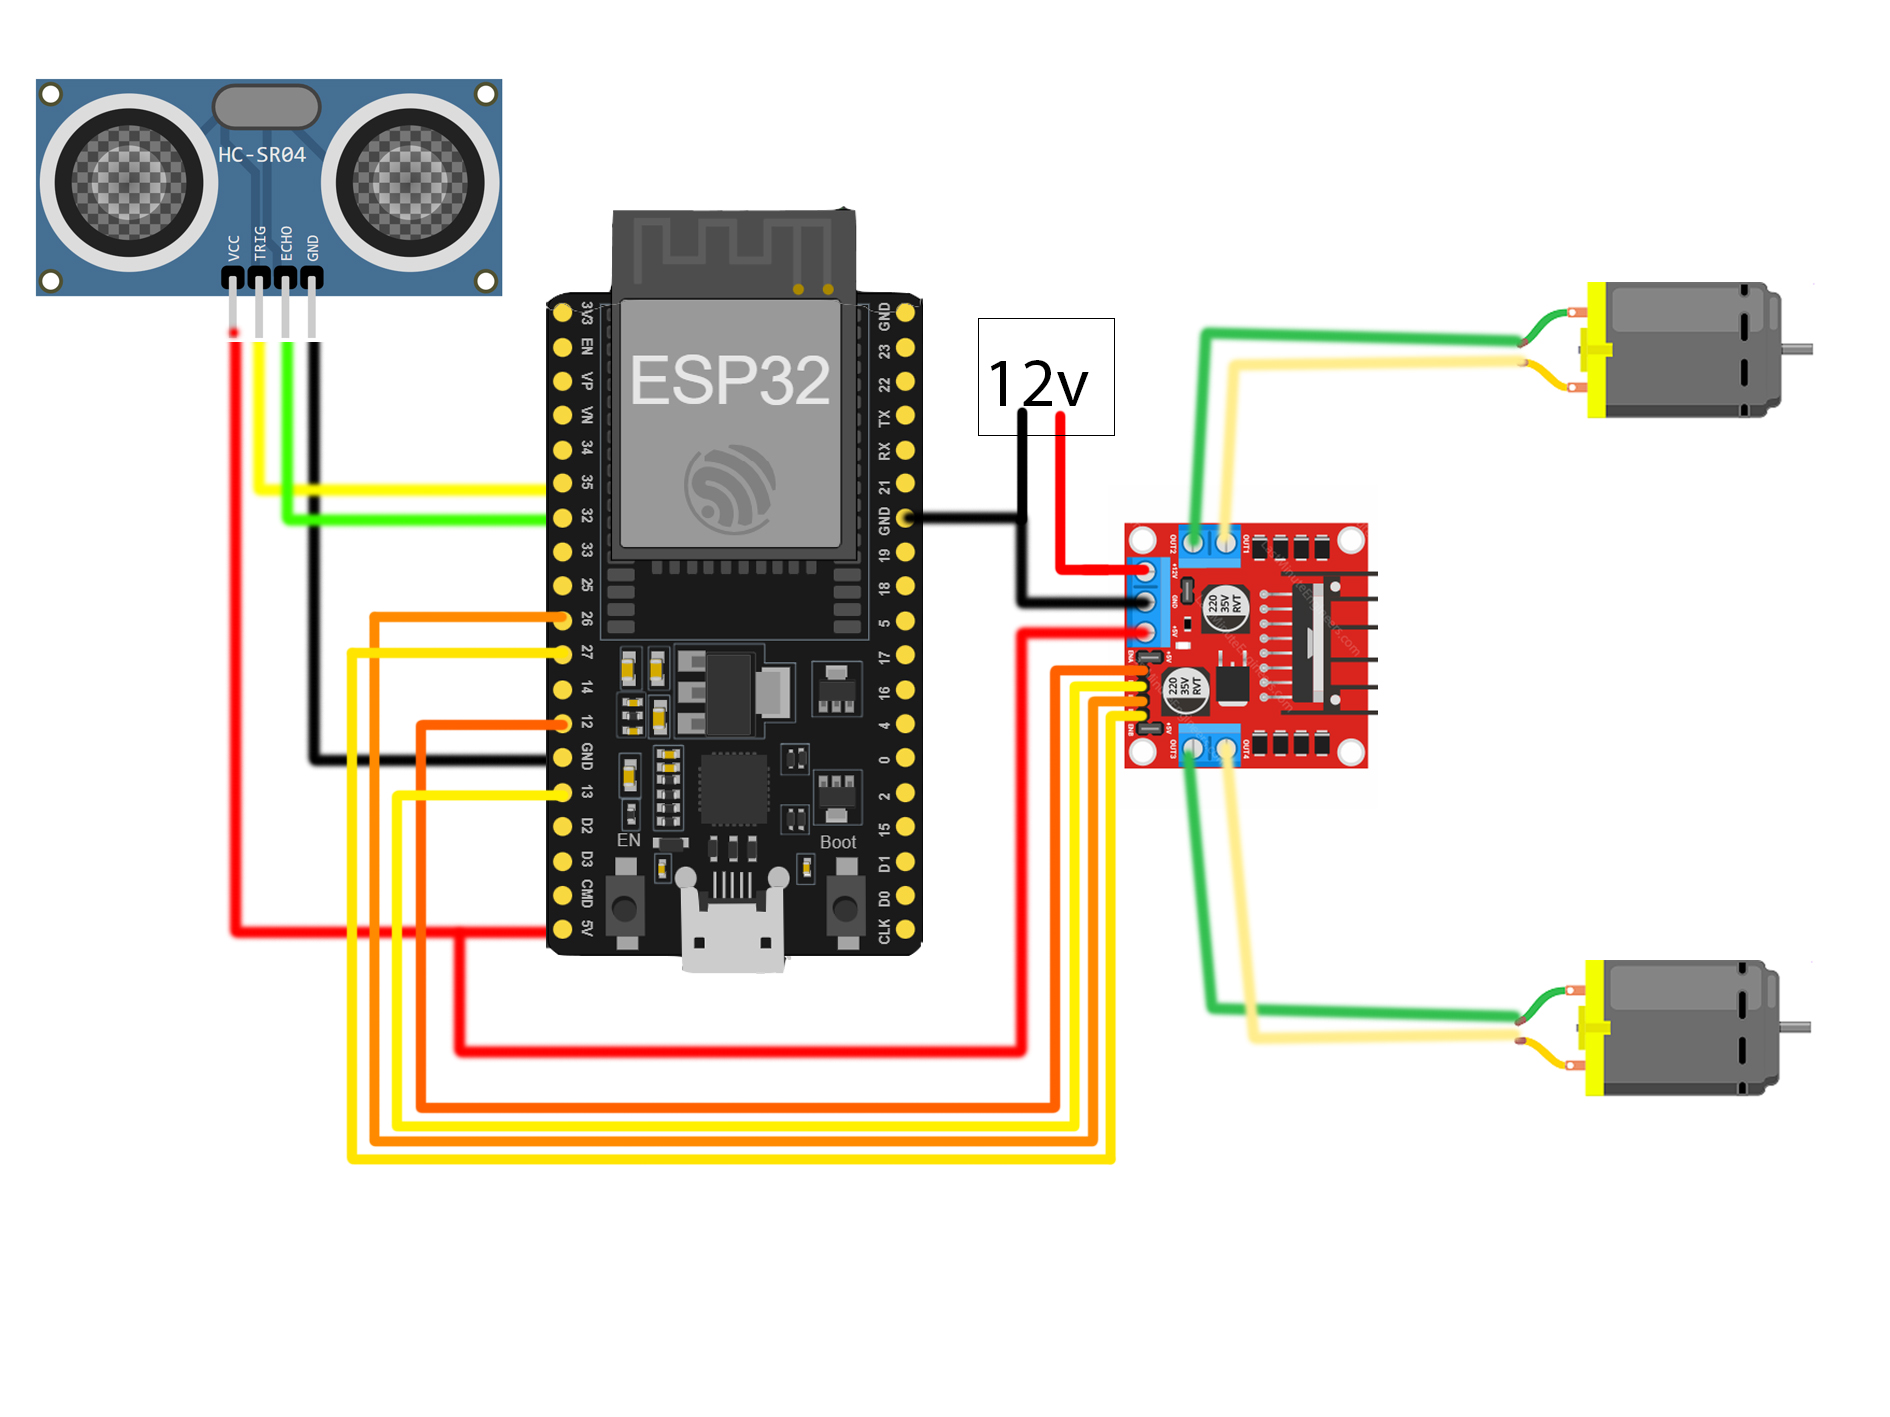 HC-SR04
VCC
TRIG
ECHO
GND
ESP32
3V3
EN
VP
VN
34
35
32
33
25
26
27
14
12
GND
13
D2
D3
CMD
5V
GND
23
22
TX
RX
21
GND
19
18
5
17
16
4
0
2
15
D1
D0
CLK
EN
Boot
12v
OUT2
OUT1
+12V
GND
+5V
220
35V
RVT
ENA
+5V
220
35V
RVT
ENB
+5V
OUT3
OUT4